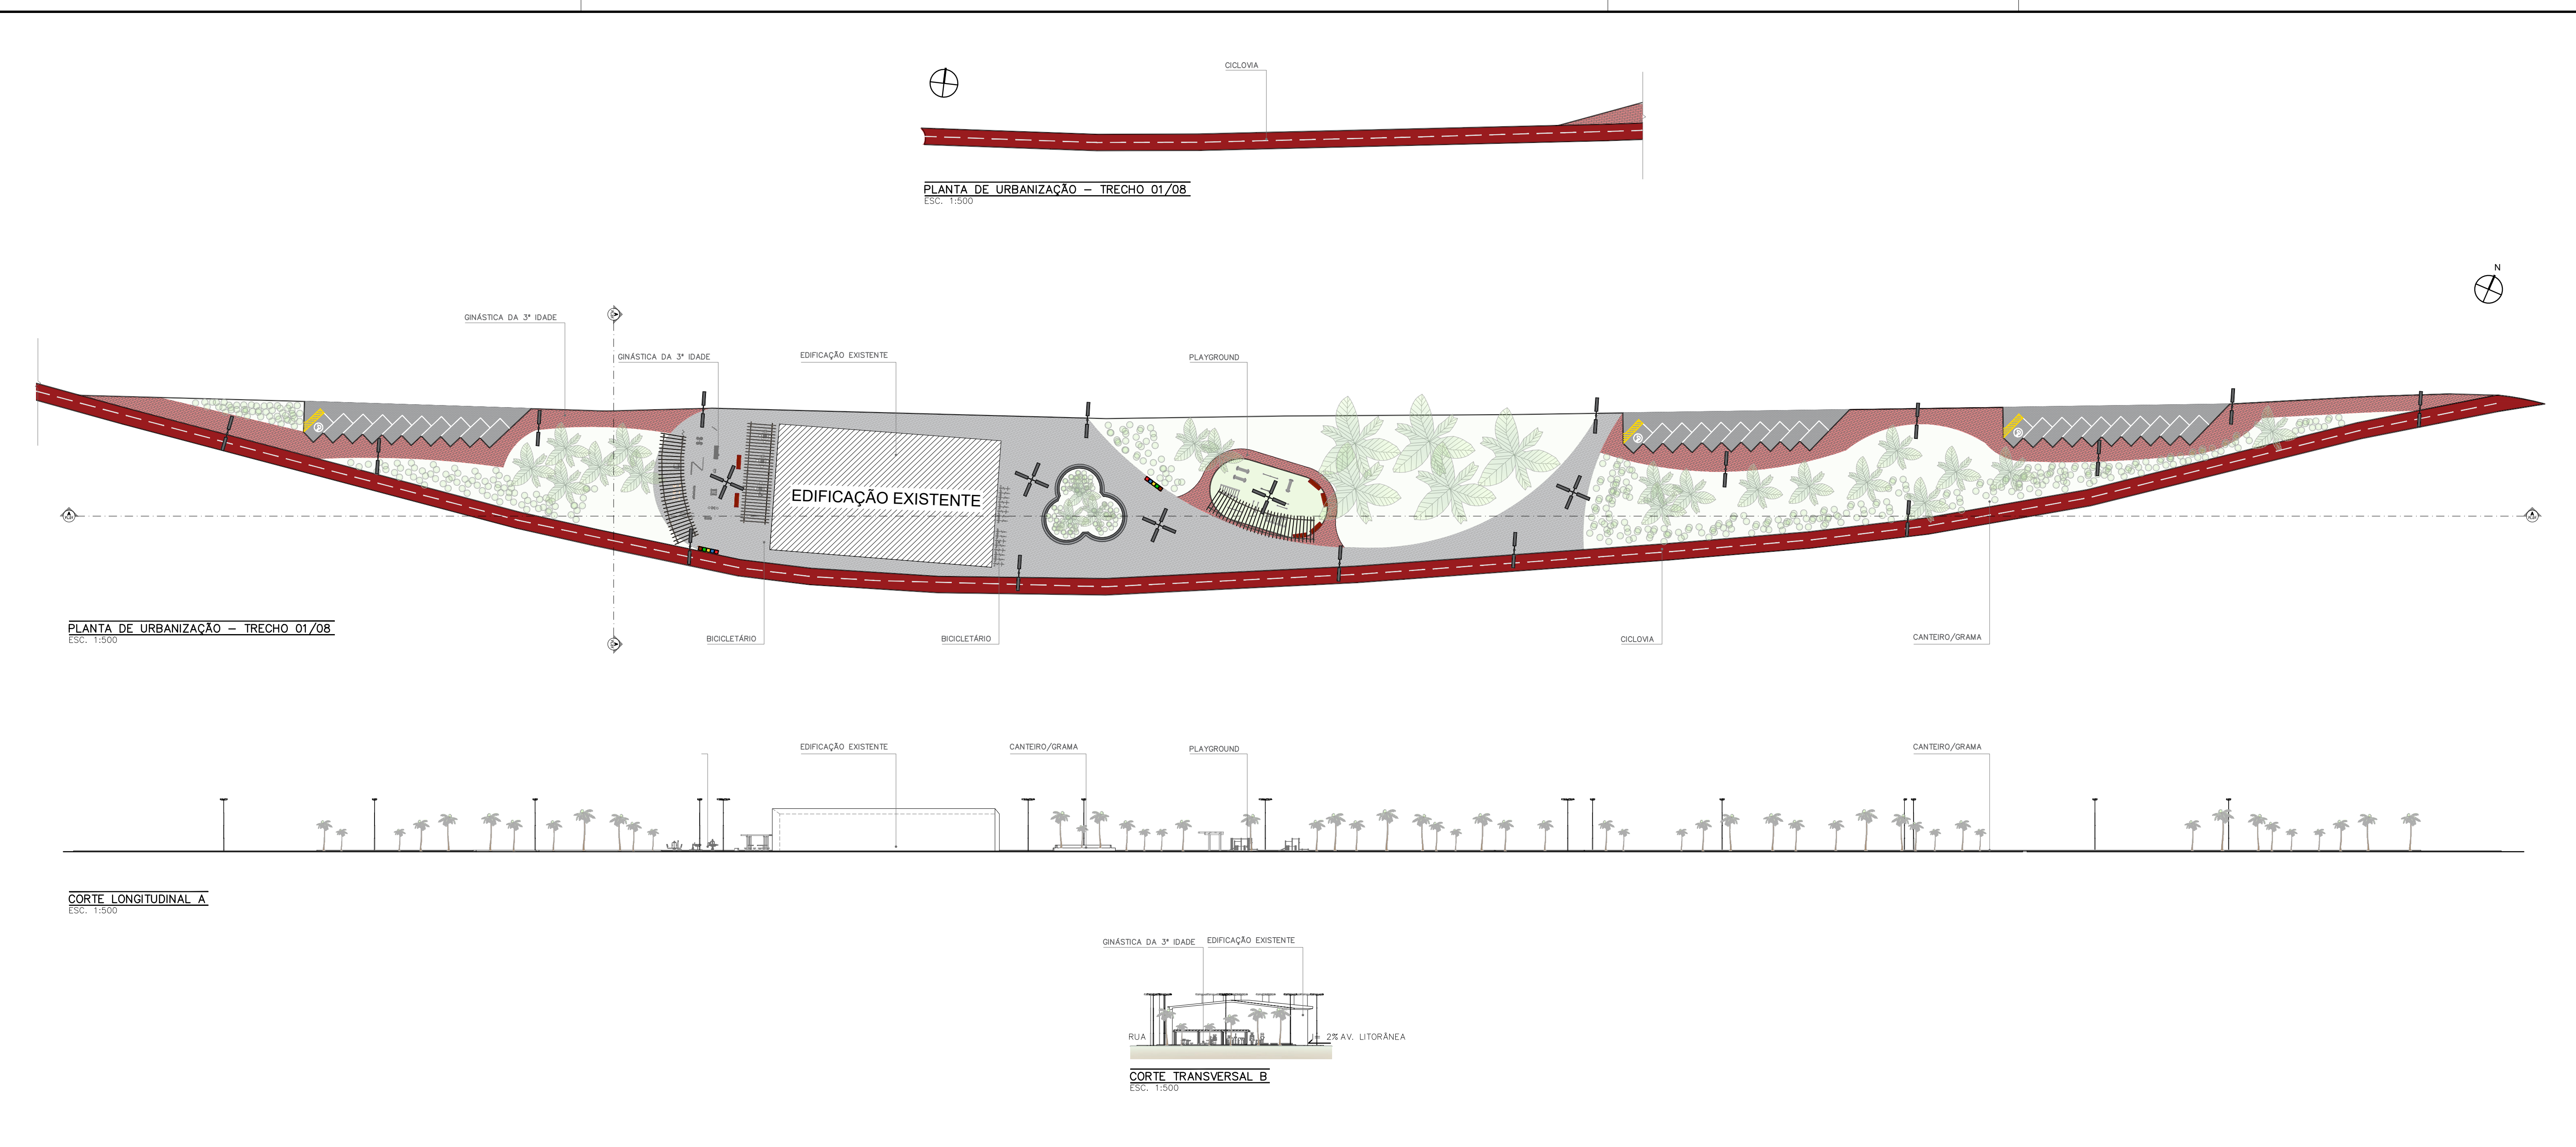 CICLOVIA
PLANTA DE URBANIZAÇÃO – TRECHO 01/08
ESC. 1:500
N
GINÁSTICA DA 3ª IDADE
GINÁSTICA DA 3ª IDADE
EDIFICAÇÃO EXISTENTE
PLAYGROUND
EDIFICAÇÃO EXISTENTE
PLANTA DE URBANIZAÇÃO – TRECHO 01/08
ESC. 1:500
BICICLETÁRIO
BICICLETÁRIO
CICLOVIA
CANTEIRO/GRAMA
EDIFICAÇÃO EXISTENTE
CANTEIRO/GRAMA
PLAYGROUND
CANTEIRO/GRAMA
CORTE LONGITUDINAL A
ESC. 1:500
GINÁSTICA DA 3ª IDADE
EDIFICAÇÃO EXISTENTE
RUA
i= 2% AV. LITORÂNEA
CORTE TRANSVERSAL B
ESC. 1:500